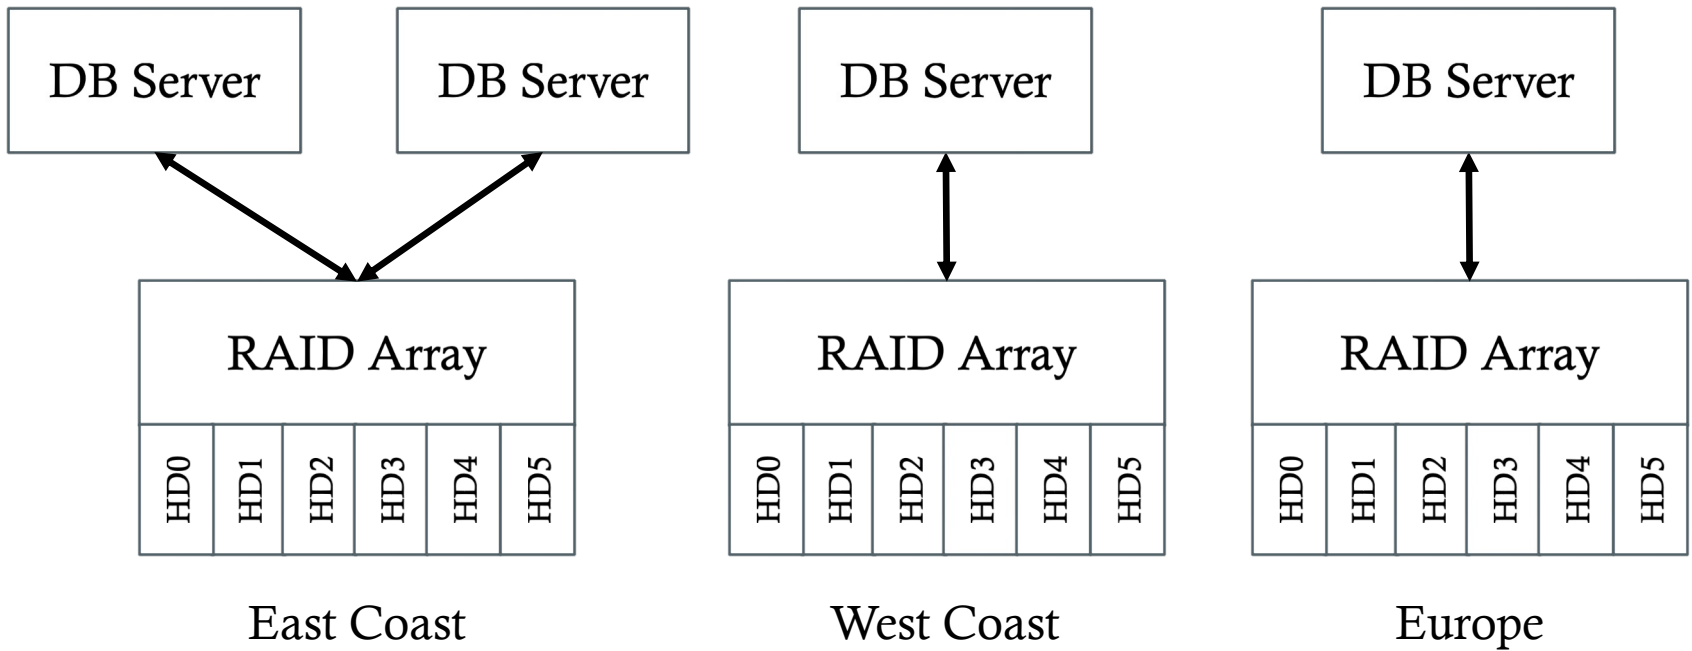 DB Server
DB Server
DB Server
DB Server
RAID Array
RAID Array
RAID Array
HD0
HD1
HD2
HD3
HD4
HD5
HD0
HD1
HD2
HD3
HD4
HD5
HD0
HD1
HD2
HD3
HD4
HD5
East Coast
West Coast
Europe